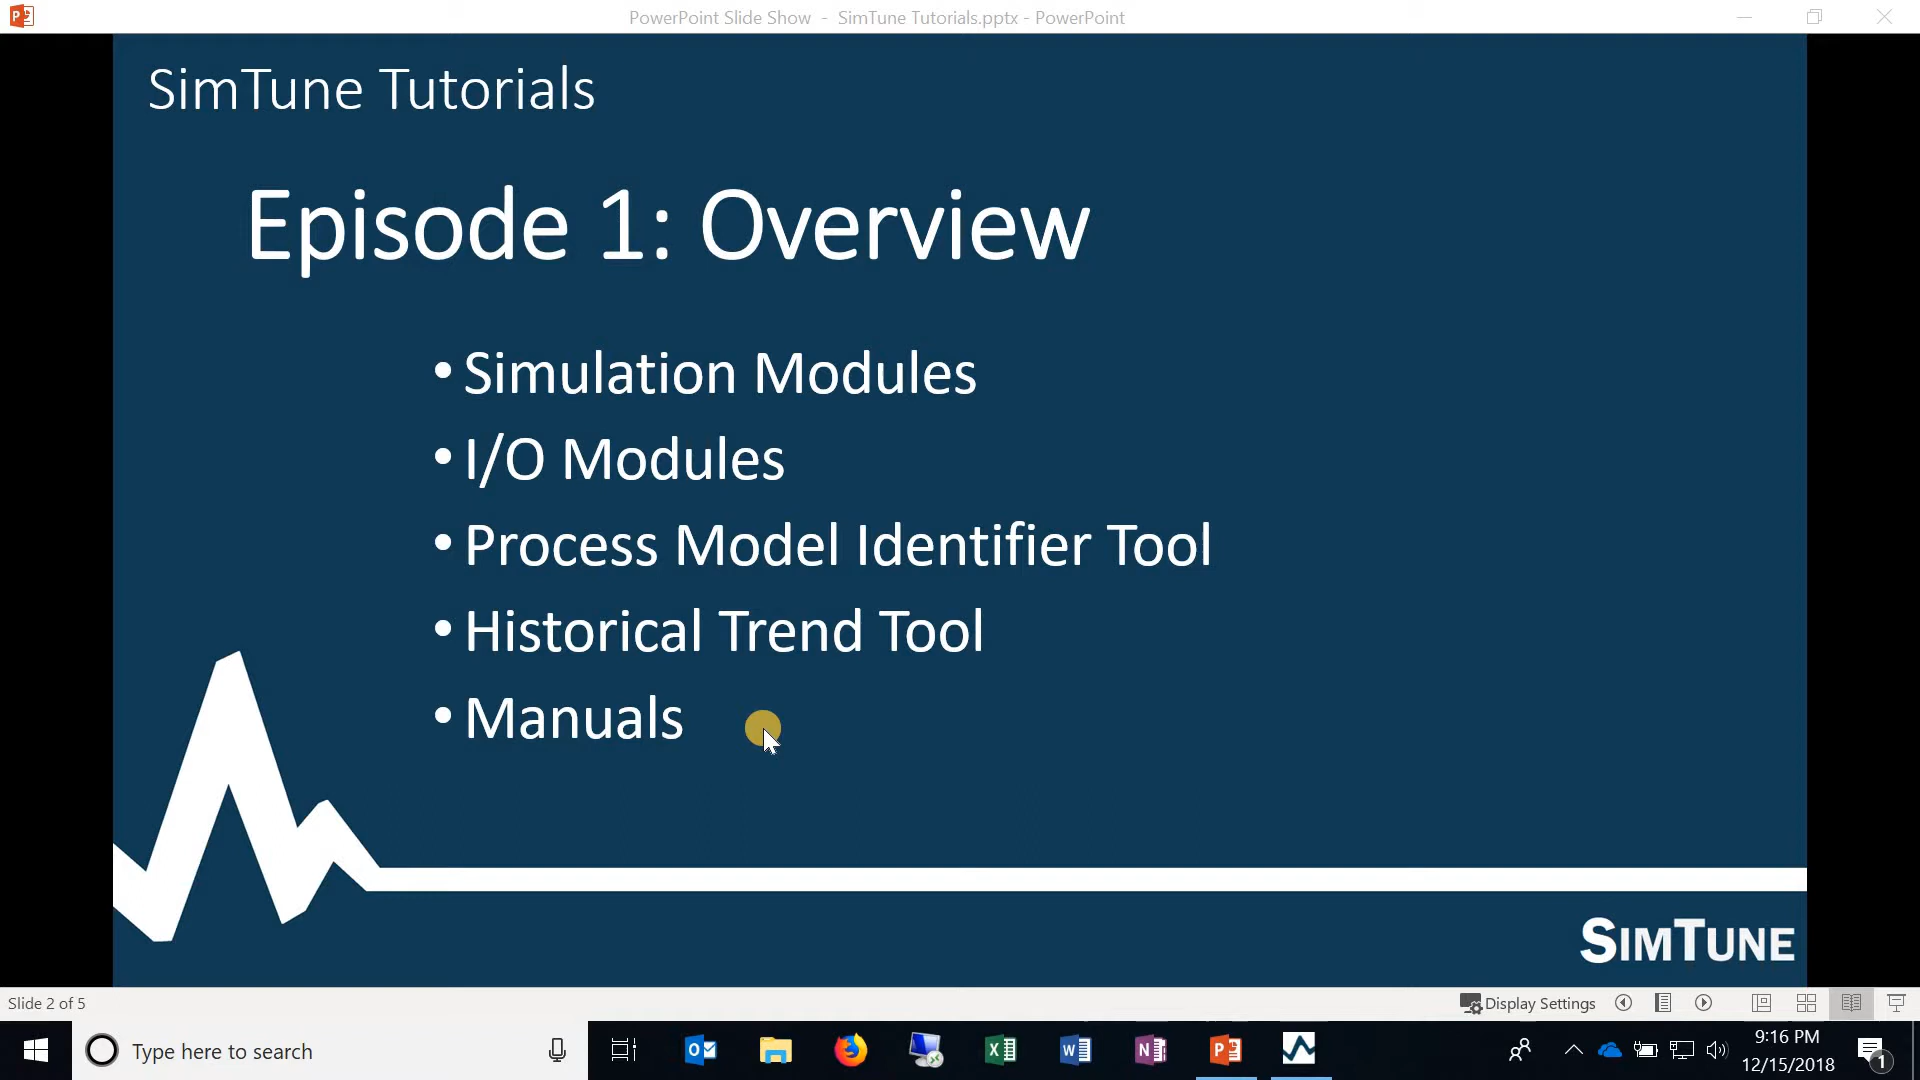 PowerPoint Slide Show - SimTune Tutorials.pptx - PowerPoint
SimTune Tutorials
Episode 1: Overview
• Simulation Modules
• I/O Modules
• Process Model Identifier Tool
• Historical Trend Tool
• Manuals
SIMTUNE
Slide 2 of 5
Display Settings
Type here to search
9:16 PM
12/15/2018
1